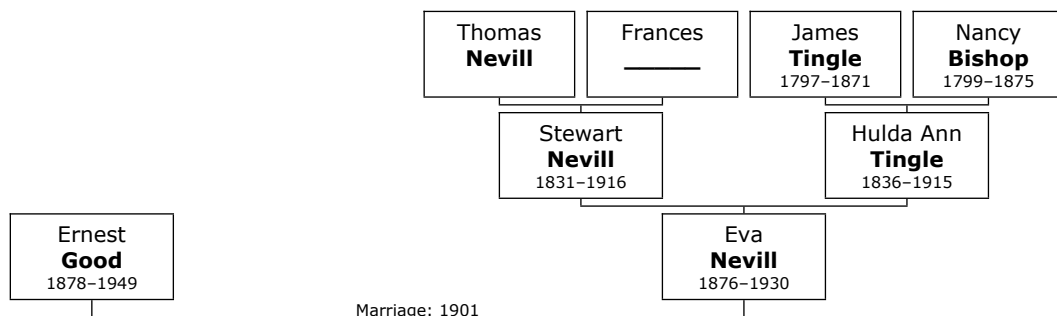 Thomas
Nevill
Frances
______
James
Tingle
1797–1871
Nancy
Bishop
1799–1875
Stewart
Nevill
1831–1916
Hulda Ann
Tingle
1836–1915
Ernest
Good
1878–1949
Eva
Nevill
1876–1930
Marriage: 1901